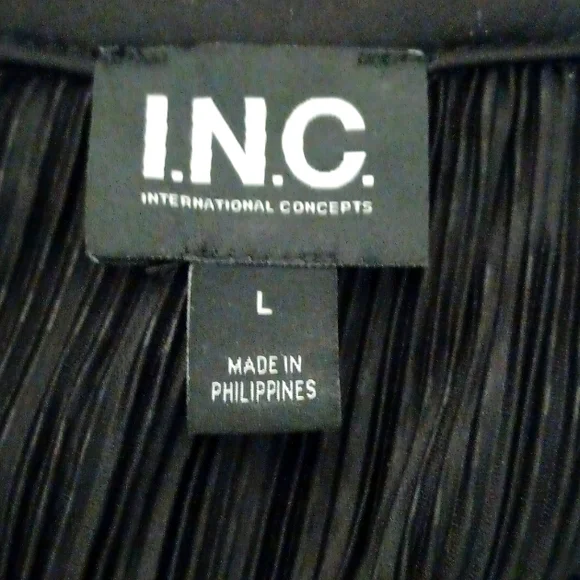 I.N.C.
INTERNATIONAL CONCEPTS
L
MADE IN
PHILIPPINES